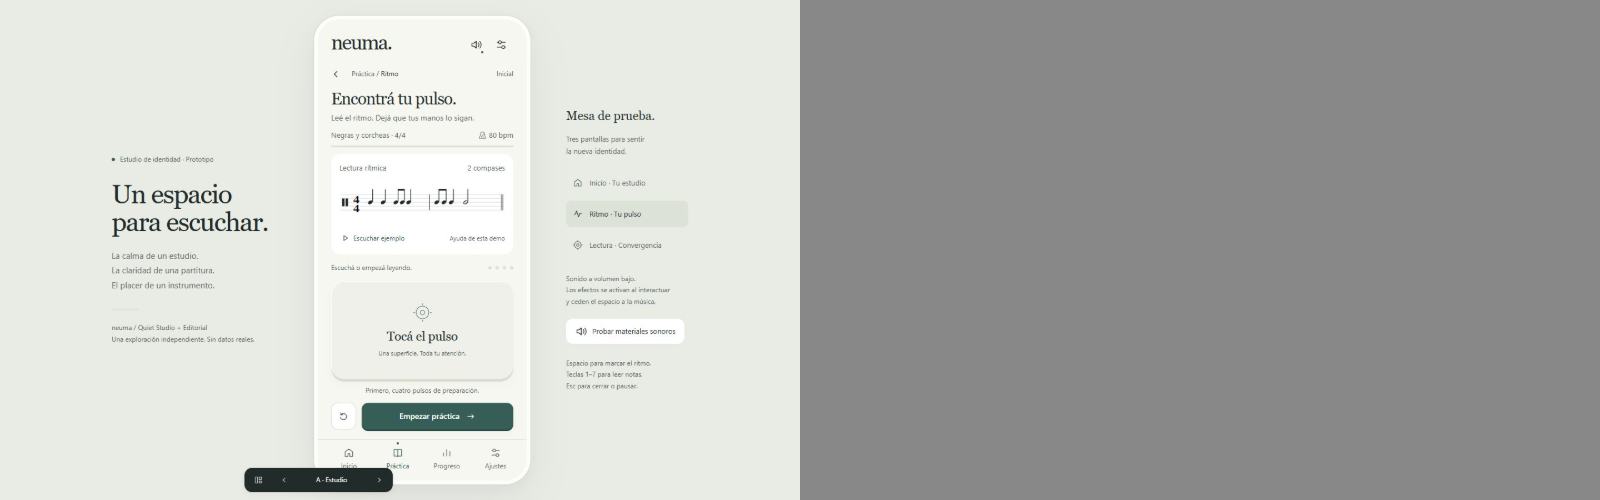 Estudio de identidad · Prototipo
Un espacio
para escuchar.
La calma de un estudio.
La claridad de una partitura.
El placer de un instrumento.
neuma / Quiet Studio + Editorial
Una exploración independiente. Sin datos reales.
neuma.
Práctica / Ritmo
Inicial
Encontrá tu pulso.
Leé el ritmo. Dejá que tus manos lo sigan.
Negras y corcheas · 4/4
80 bpm
Lectura rítmica
2 compases
4
4
Escuchar ejemplo
Ayuda de esta demo
Escuchá o empezá leyendo.
Tocá el pulso
Una superficie. Toda tu atención.
Primero, cuatro pulsos de preparación.
Empezar práctica →
Inicio
Práctica
Progreso
Ajustes
A · Estudio
Mesa de prueba.
Tres pantallas para sentir
la nueva identidad.
Inicio · Tu estudio
Ritmo · Tu pulso
Lectura · Convergencia
Sonido a volumen bajo.
Los efectos se activan al interactuar
y ceden el espacio a la música.
Probar materiales sonoros
Espacio para marcar el ritmo.
Teclas 1–7 para leer notas.
Esc para cerrar o pausar.